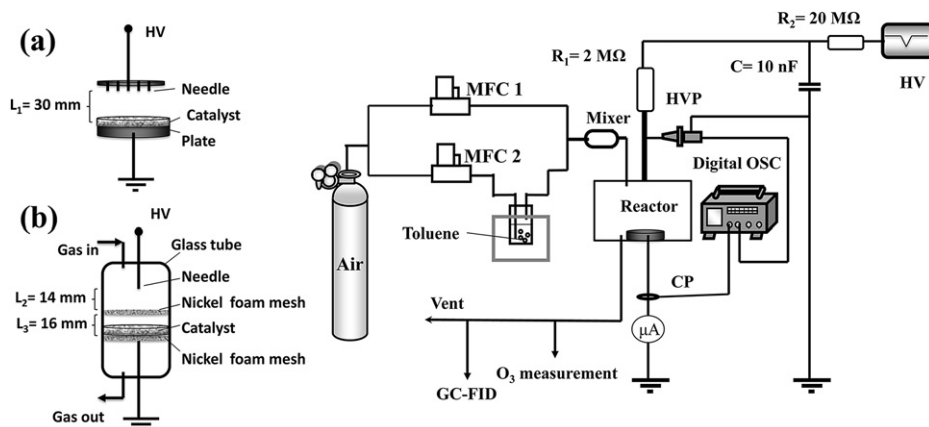 (a)
HV
Needle
L₁= 30 mm
Catalyst
Plate
(b)
HV
Gas in
Glass tube
Needle
L₂= 14 mm
Nickel foam mesh
L₃= 16 mm
Catalyst
Nickel foam mesh
Gas out
MFC 1
MFC 2
Mixer
Toluene
Air
R₁= 2 MΩ
R₂= 20 MΩ
C= 10 nF
HV
HVP
Digital OSC
Reactor
CP
μA
Vent
O₃ measurement
GC-FID